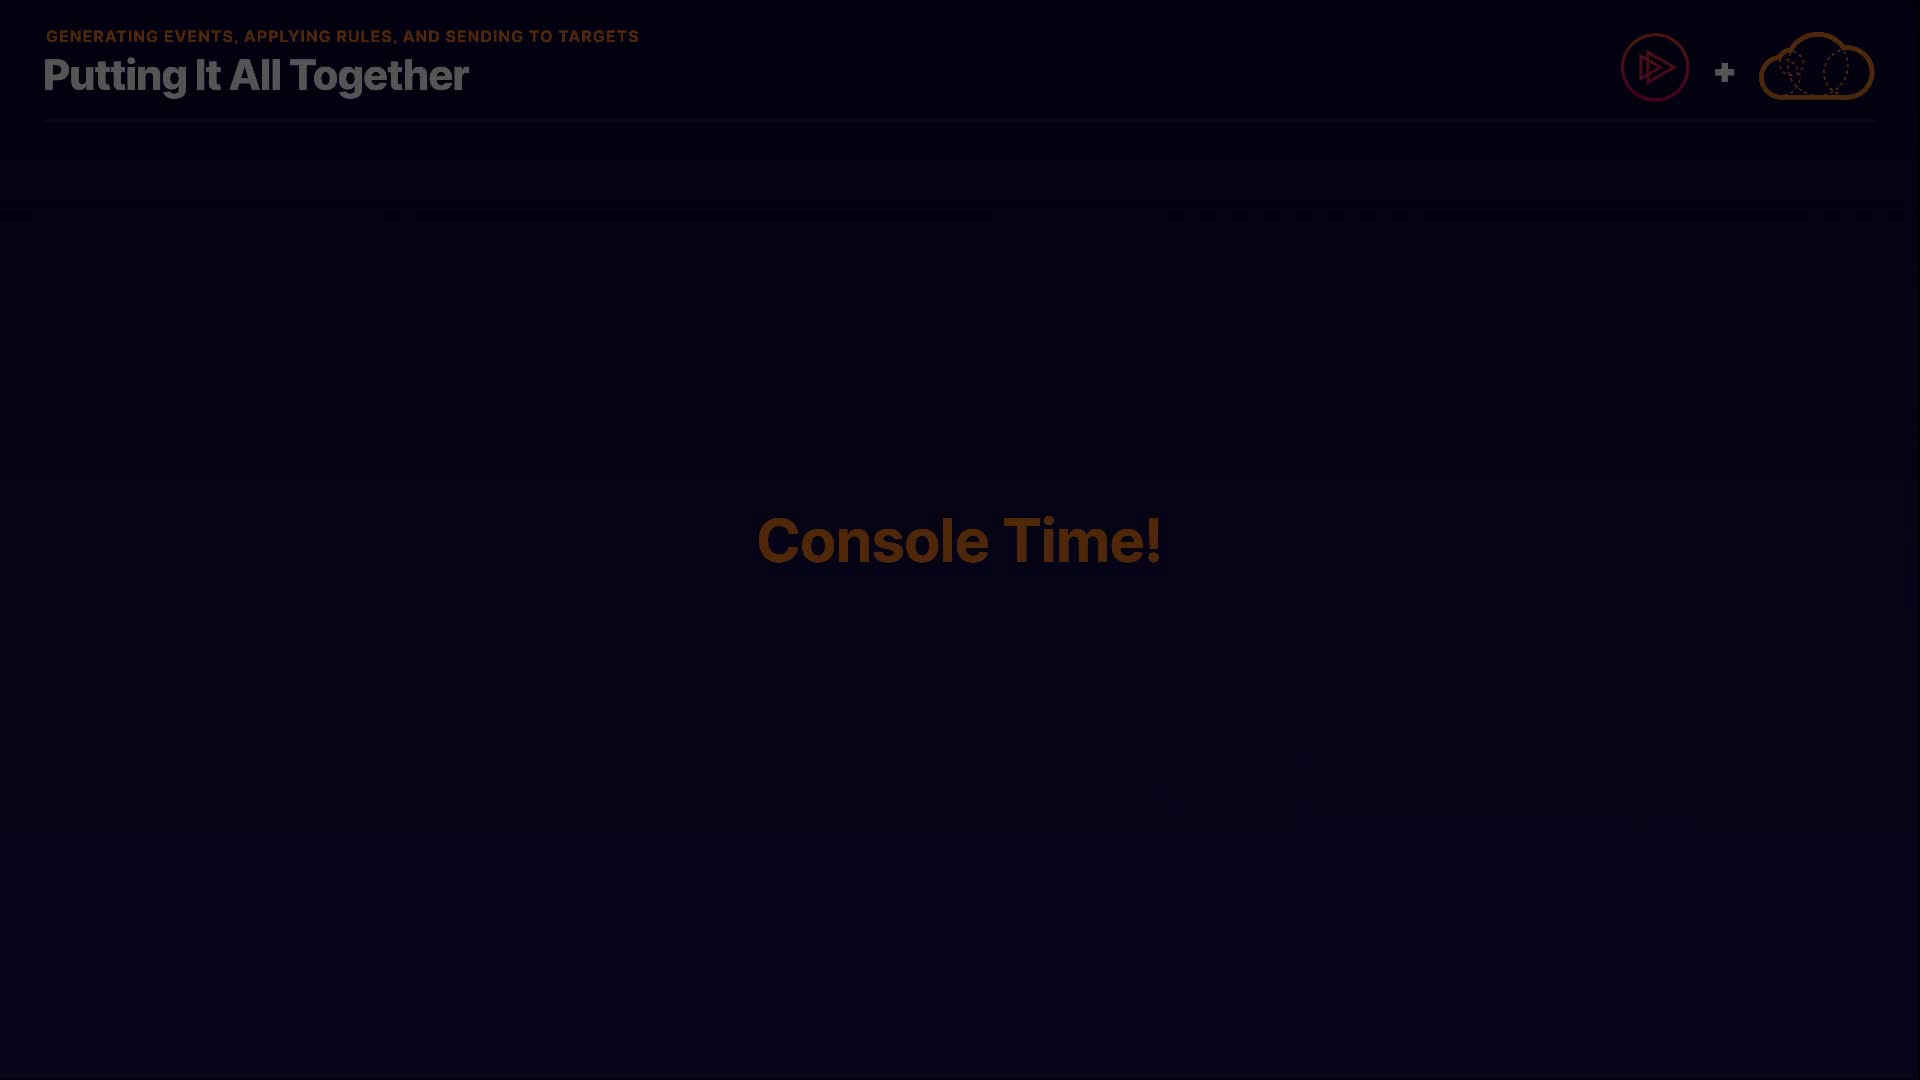 GENERATING EVENTS, APPLYING RULES, AND SENDING TO TARGETS
Putting It All Together
+
Console Time!